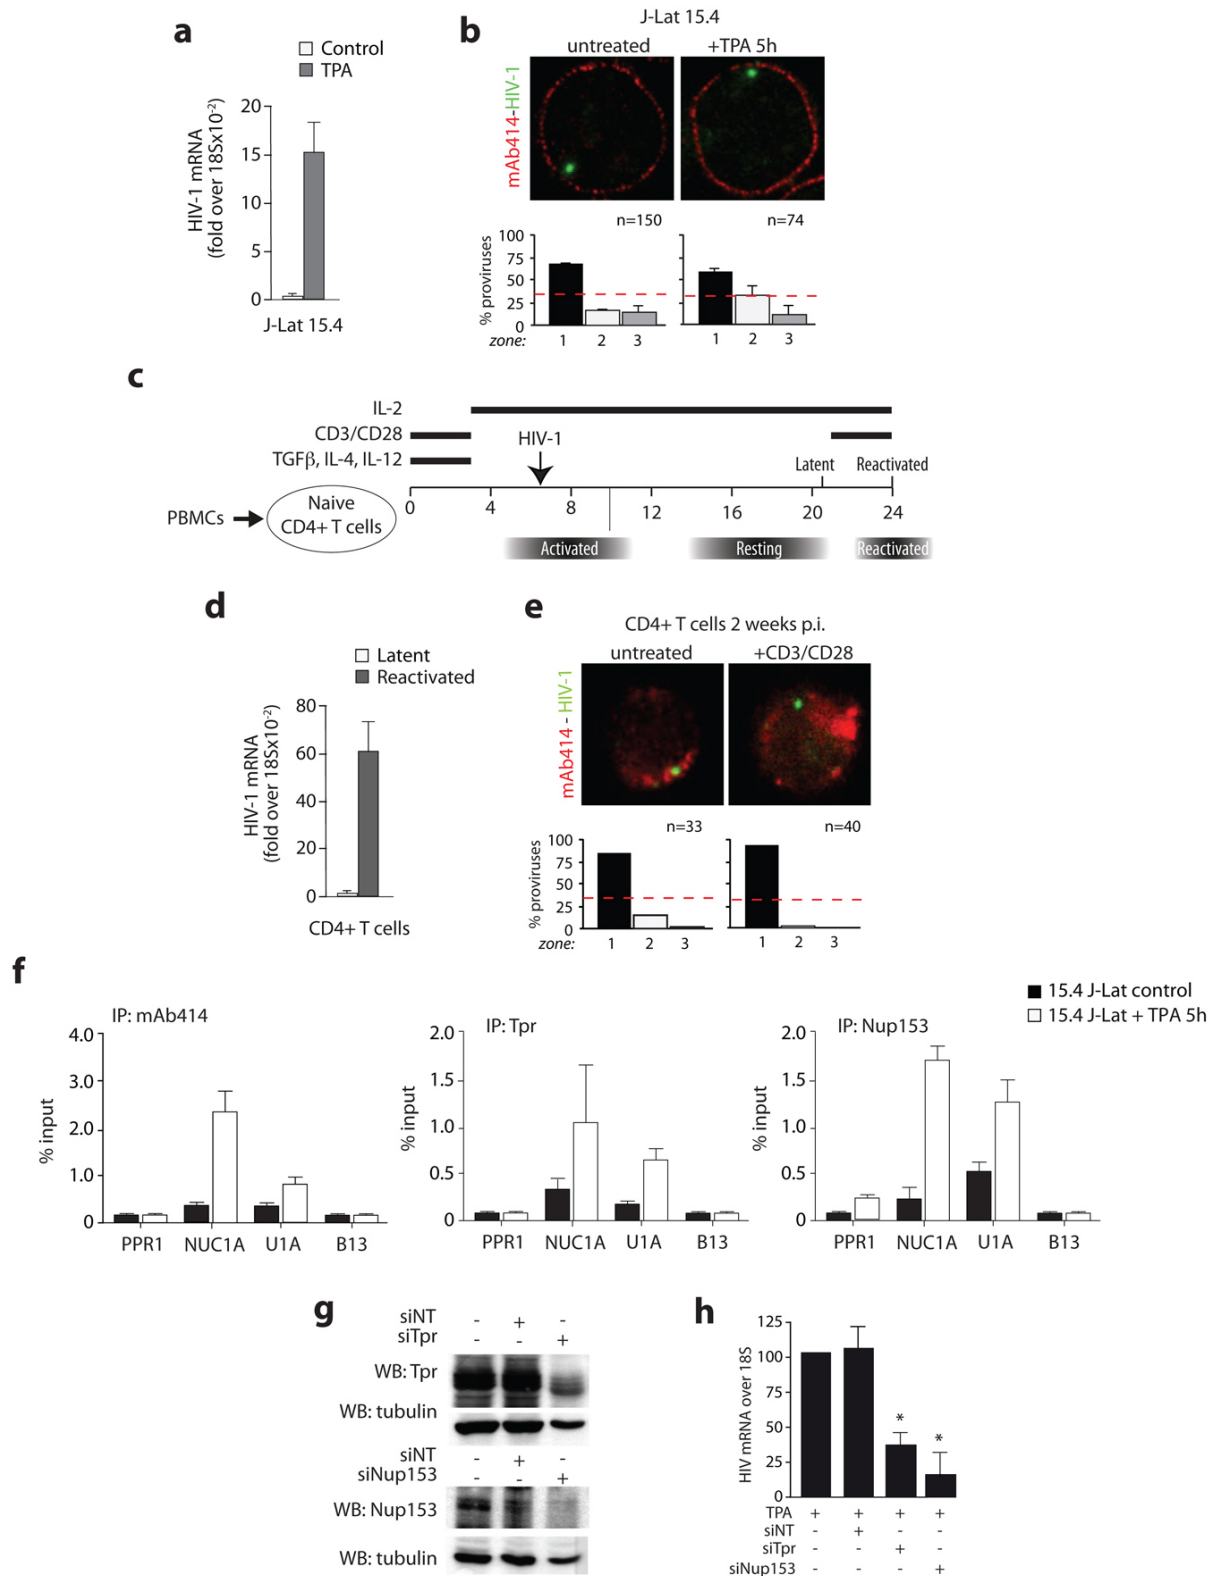 a
Control
TPA
HIV-1 mRNA
(fold over 18Sx10-2)
20
15
10
5
0
J-Lat 15.4
b
J-Lat 15.4
untreated
+TPA 5h
mAb414-HIV-1
n=150
n=74
% proviruses
100
75
50
25
0
zone: 1 2 3
1 2 3
c
IL-2
CD3/CD28
TGFβ, IL-4, IL-12
HIV-1
Latent
Reactivated
PBMCs
Naive
CD4+ T cells
0 4 8 12 16 20 24
Activated
Resting
Reactivated
d
Latent
Reactivated
HIV-1 mRNA
(fold over 18Sx10-2)
80
60
40
20
0
CD4+ T cells
e
CD4+ T cells 2 weeks p.i.
untreated
+CD3/CD28
mAb414 - HIV-1
n=33
n=40
% proviruses
100
75
50
25
0
zone: 1 2 3
1 2 3
f
15.4 J-Lat control
15.4 J-Lat + TPA 5h
IP: mAb414
% input
4.0
3.0
2.0
1.0
0
PPR1 NUC1A U1A B13
IP: Tpr
% input
2.0
1.5
1.0
0.5
0
PPR1 NUC1A U1A B13
IP: Nup153
% input
2.0
1.5
1.0
0.5
0
PPR1 NUC1A U1A B13
g
siNT - + -
siTpr - - +
WB: Tpr
WB: tubulin
siNT - + -
siNup153 - - +
WB: Nup153
WB: tubulin
h
HIV mRNA over 18S
125
100
75
50
25
0
* *
TPA + + + +
siNT - + - -
siTpr - - + -
siNup153 - - - +